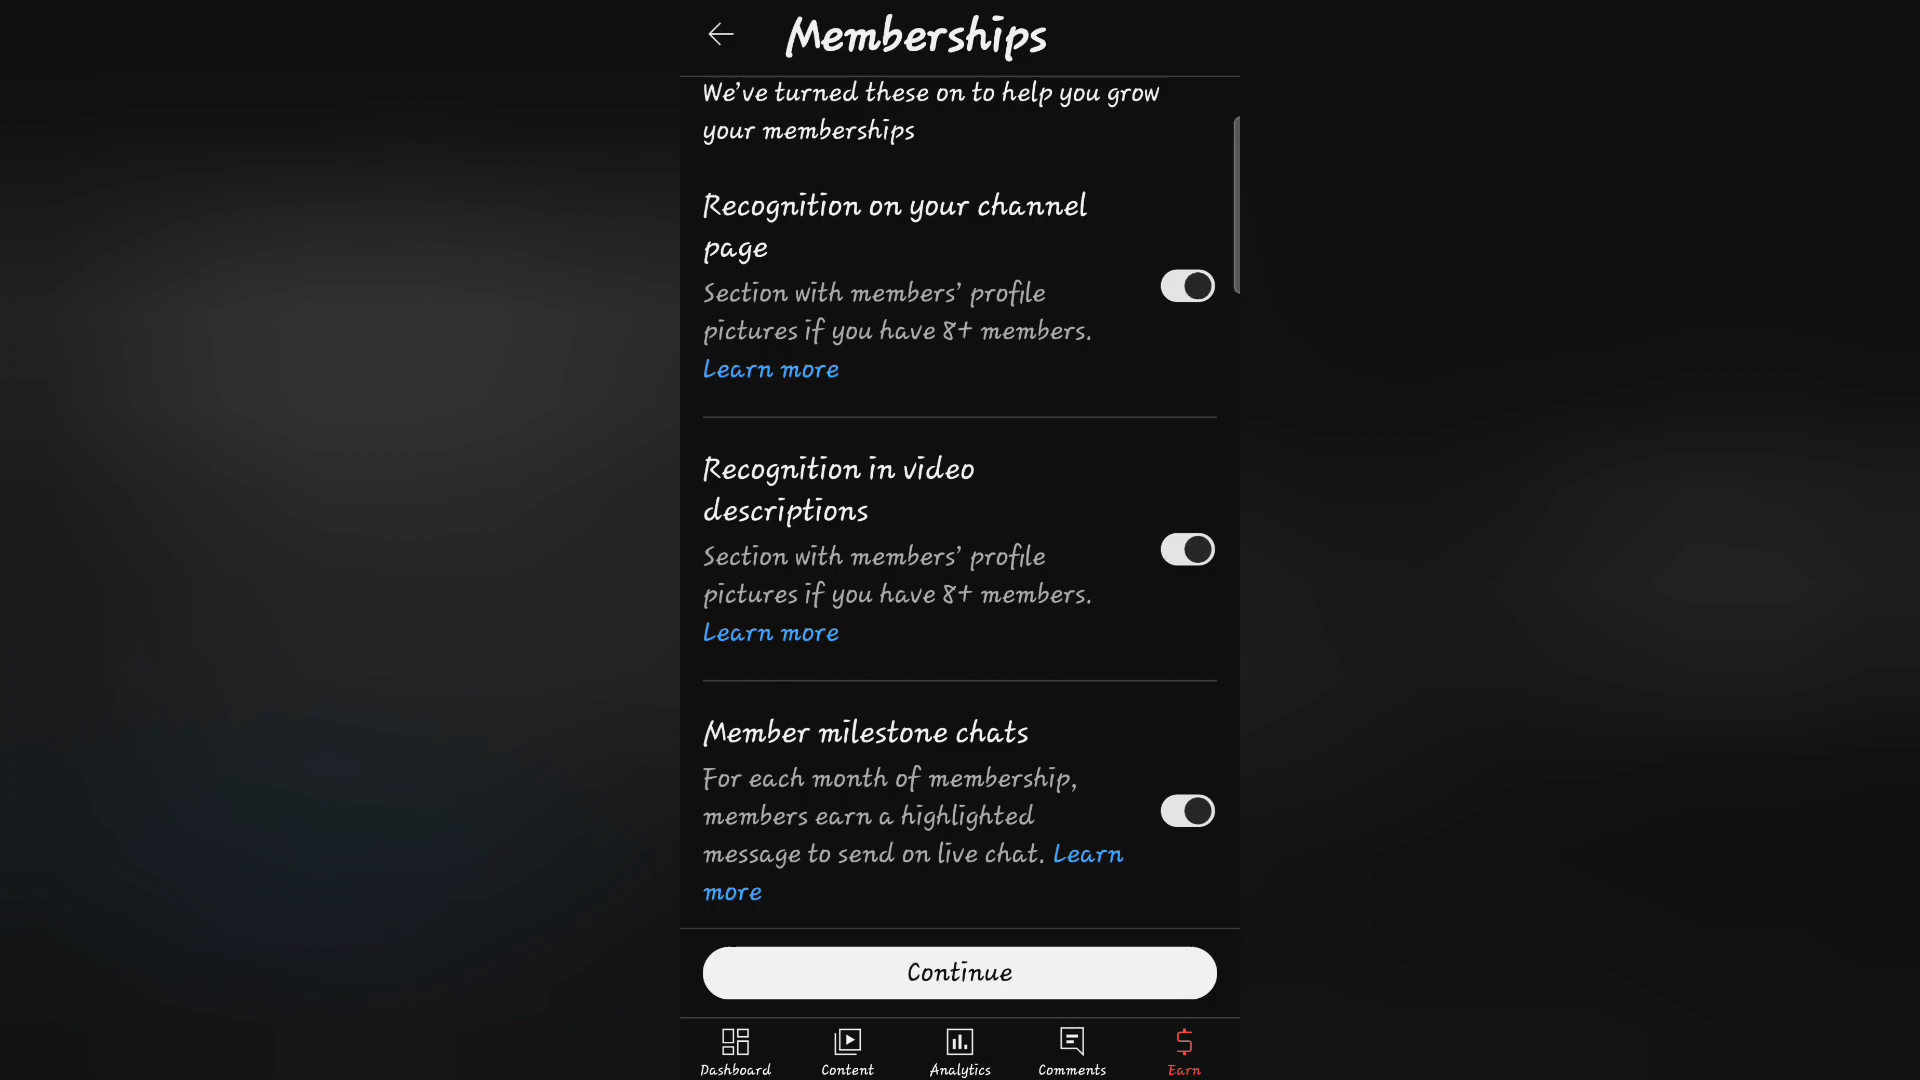 Memberships
We've turned these on to help you grow
your memberships
Recognition on your channel
page
Section with members' profile
pictures if you have 8+ members.
Learn more
Recognition in video
descriptions
Section with members' profile
pictures if you have 8+ members.
Learn more
Member milestone chats
For each month of membership,
members earn a highlighted
message to send on live chat. Learn
more
Continue
Dashboard Content Analytics Comments Earn